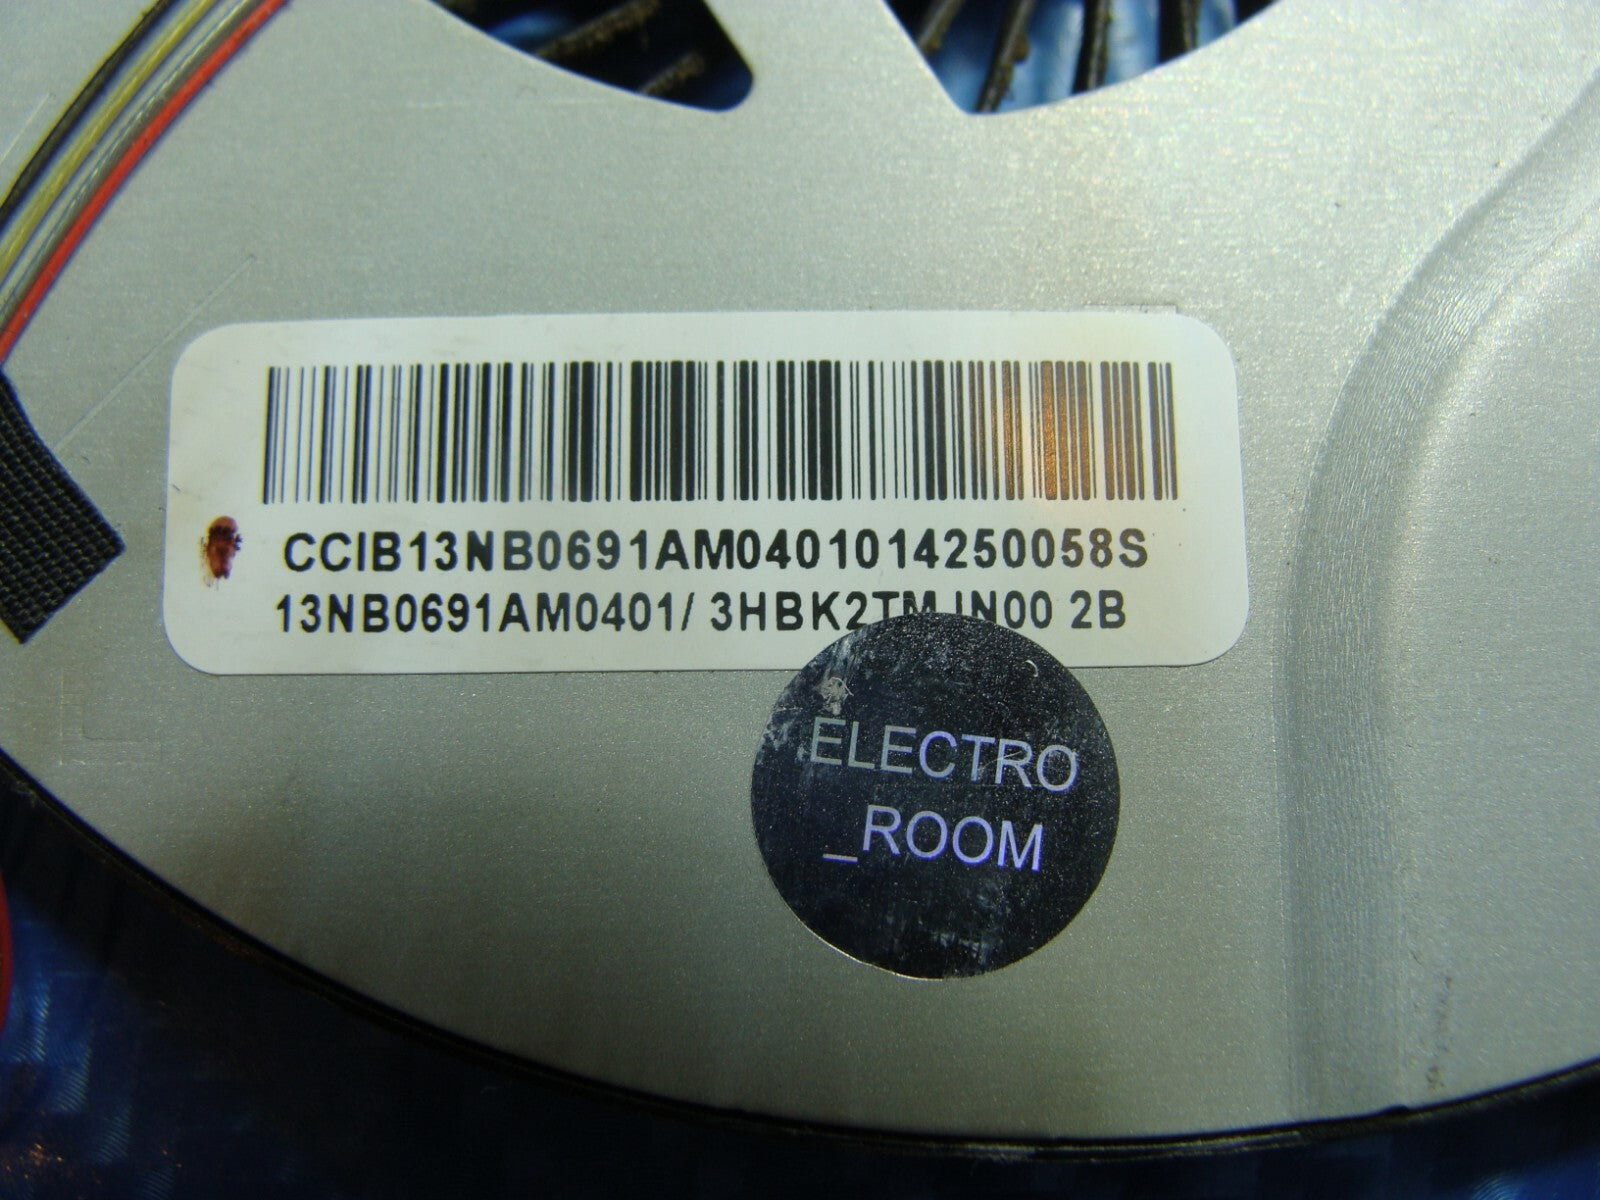 CCIB13NB0691AM0401014250058S
13NB0691AM0401/ 3HBK2TMJN00 2B
ELECTRO
_ROOM